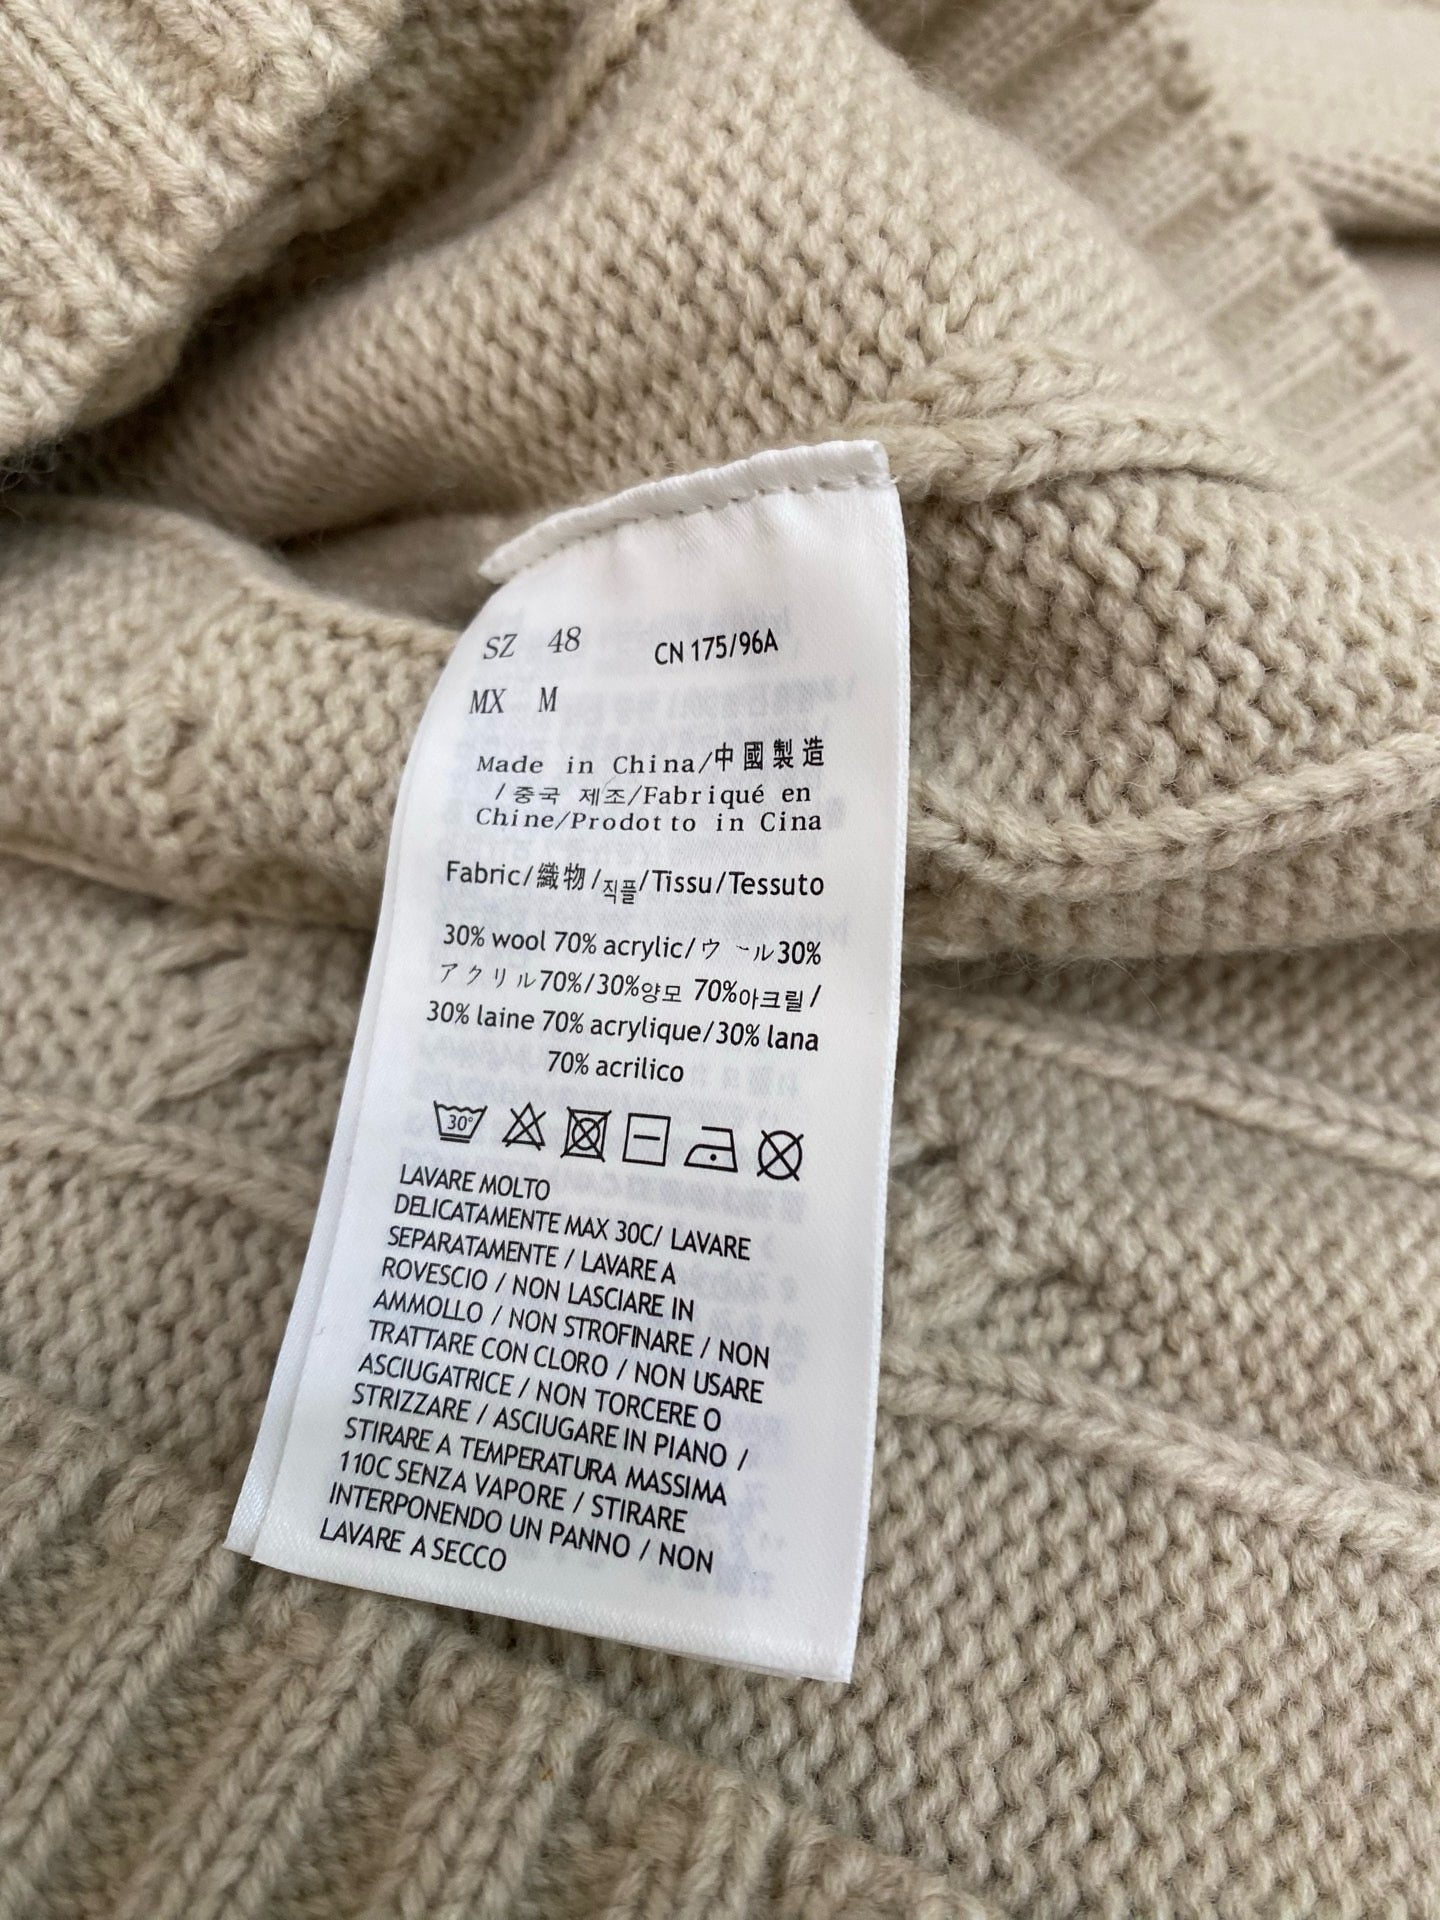 SZ 48 CN 175/96A
MX M
Made in China/中國製造
/중국 제조/Fabriqué en
Chine/Prodotto in Cina
Fabric/織物/직플/Tissu/Tessuto
30% wool 70% acrylic/ウール30%
アクリル70%/30%양모 70%아크릴/
30% laine 70% acrylique/30% lana
70% acrilico
30°
LAVARE MOLTO
DELICATAMENTE MAX 30C/ LAVARE
SEPARATAMENTE / LAVARE A
ROVESCIO / NON LASCIARE IN
AMMOLLO / NON STROFINARE / NON
TRATTARE CON CLORO / NON USARE
ASCIUGATRICE / NON TORCERE O
STRIZZARE / ASCIUGARE IN PIANO /
STIRARE A TEMPERATURA MASSIMA
110C SENZA VAPORE / STIRARE
INTERPONENDO UN PANNO / NON
LAVARE A SECCO